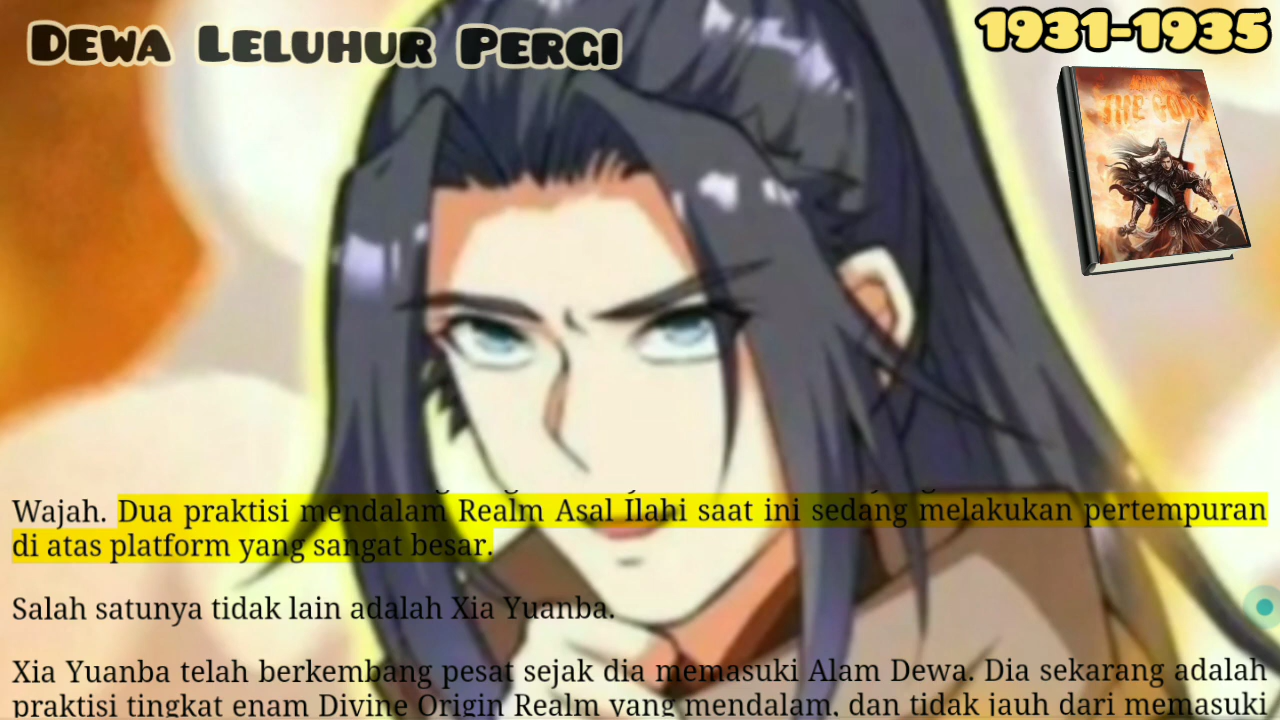 Dewa Leluhur Pergi
1931-1935
THE GODS
Wajah. Dua praktisi mendalam Realm Asal Ilahi saat ini sedang melakukan pertempuran
di atas platform yang sangat besar.
Salah satunya tidak lain adalah Xia Yuanba.
Xia Yuanba telah berkembang pesat sejak dia memasuki Alam Dewa. Dia sekarang adalah
praktisi tingkat enam Divine Origin Realm yang mendalam, dan tidak jauh dari memasuki